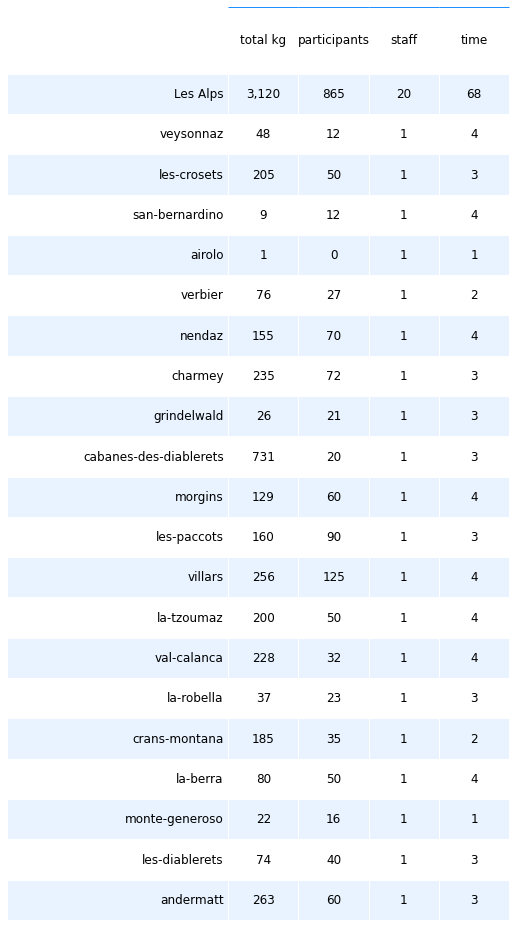 total kg participants staff time
Les Alps 3,120 865 20 68
veysonnaz 48 12 1 4
les-crosets 205 50 1 3
san-bernardino 9 12 1 4
airolo 1 0 1 1
verbier 76 27 1 2
nendaz 155 70 1 4
charmey 235 72 1 3
grindelwald 26 21 1 3
cabanes-des-diablerets 731 20 1 3
morgins 129 60 1 4
les-paccots 160 90 1 3
villars 256 125 1 4
la-tzoumaz 200 50 1 4
val-calanca 228 32 1 4
la-robella 37 23 1 3
crans-montana 185 35 1 2
la-berra 80 50 1 4
monte-generoso 22 16 1 1
les-diablerets 74 40 1 3
andermatt 263 60 1 3